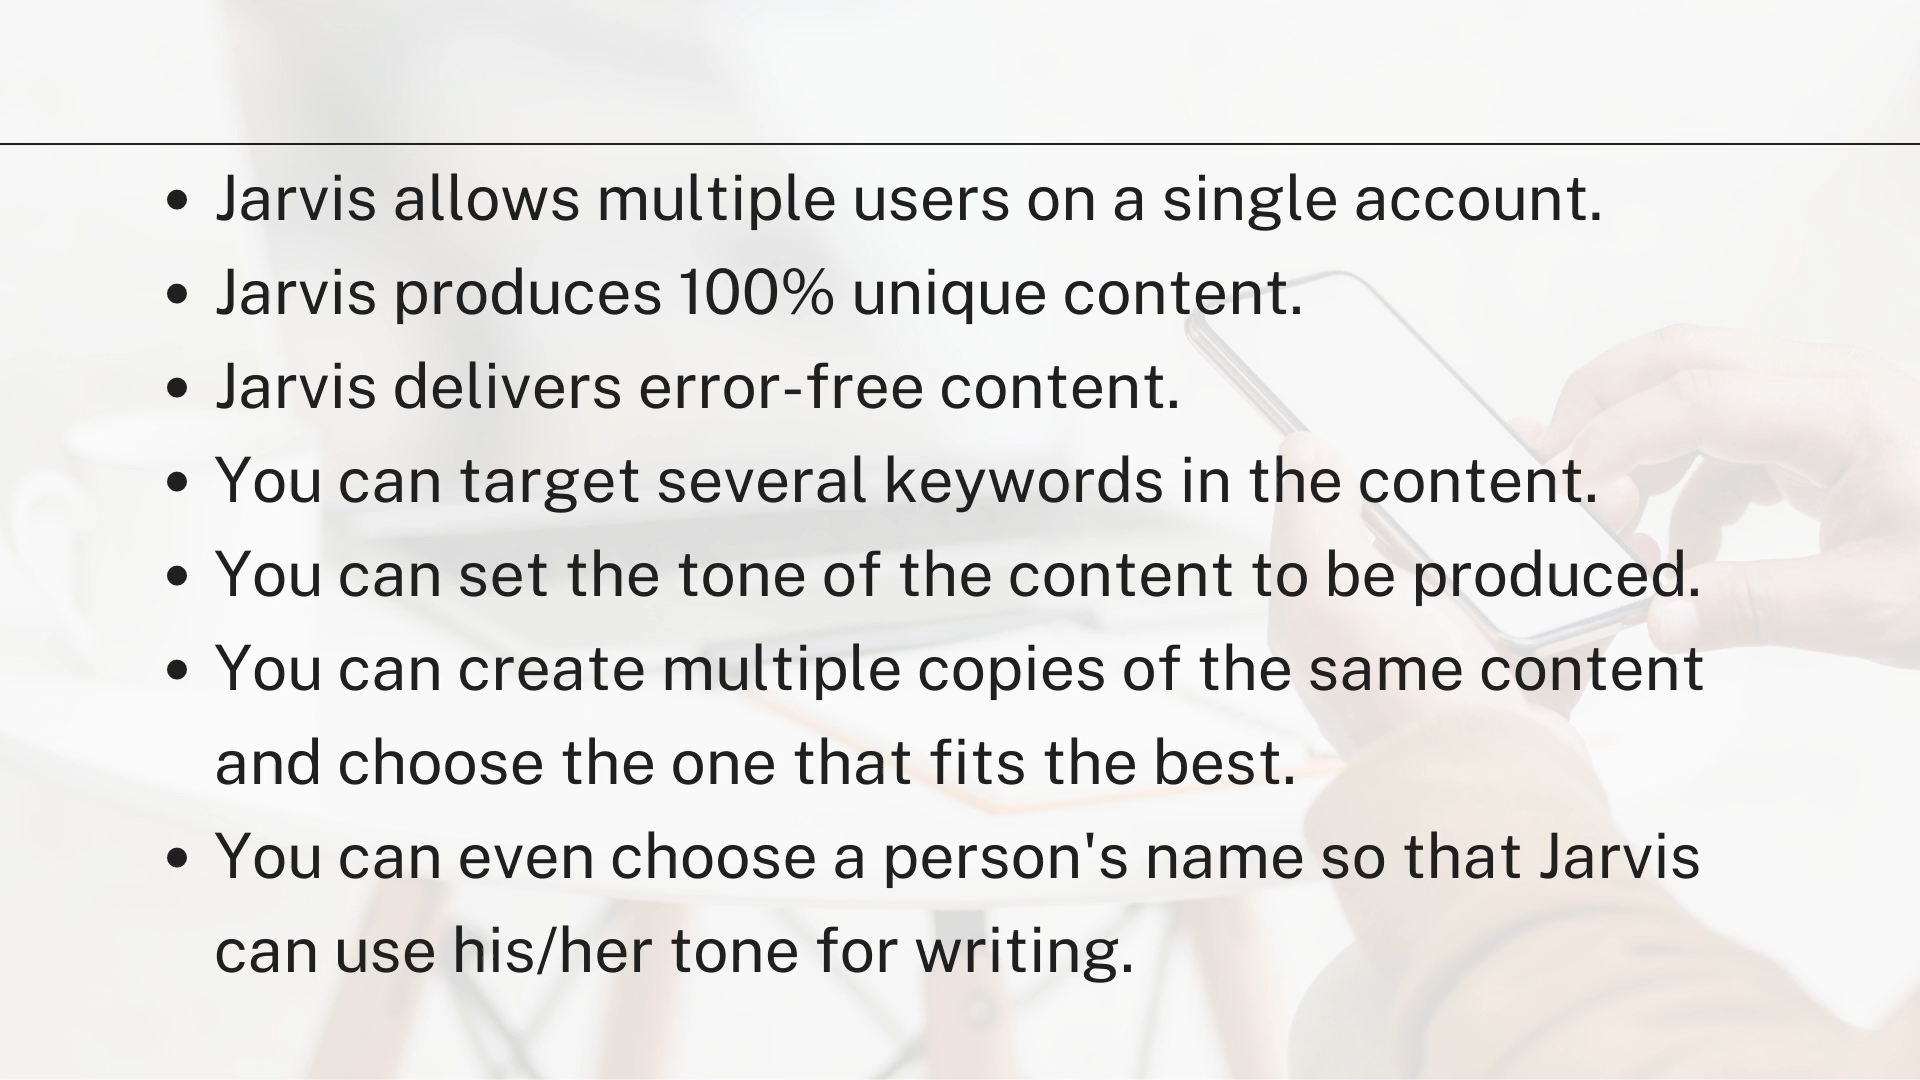 • Jarvis allows multiple users on a single account.
• Jarvis produces 100% unique content.
• Jarvis delivers error-free content.
• You can target several keywords in the content.
• You can set the tone of the content to be produced.
• You can create multiple copies of the same content
and choose the one that fits the best.
• You can even choose a person's name so that Jarvis
can use his/her tone for writing.